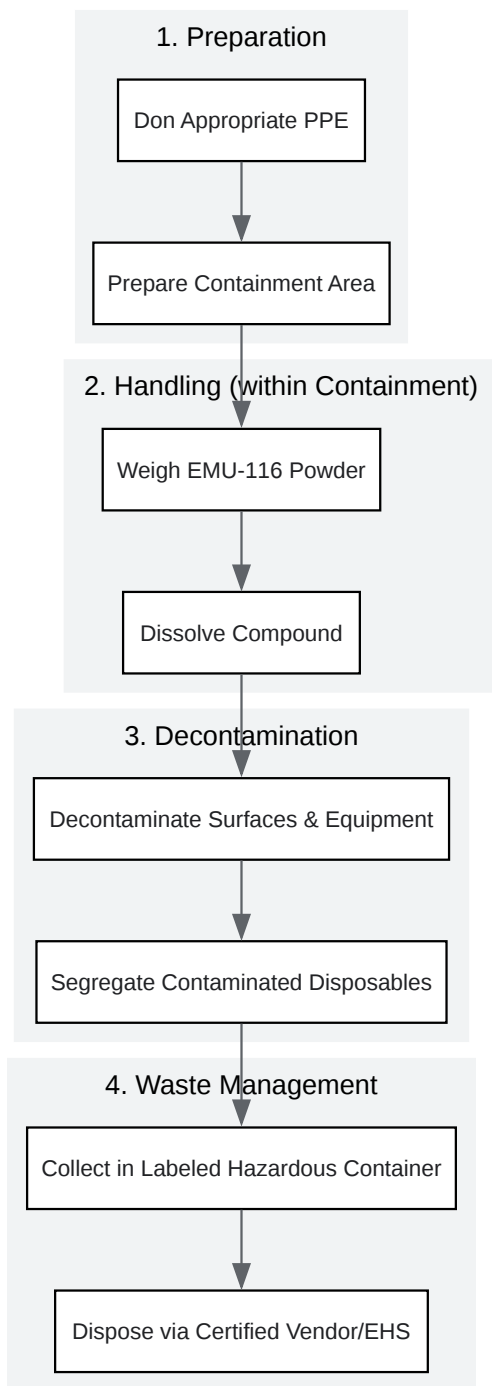 1. Preparation
Don Appropriate PPE
Prepare Containment Area
2. Handling (within Containment)
Weigh EMU-116 Powder
Dissolve Compound
3. Decontamination
Decontaminate Surfaces & Equipment
Segregate Contaminated Disposables
4. Waste Management
Collect in Labeled Hazardous Container
Dispose via Certified Vendor/EHS